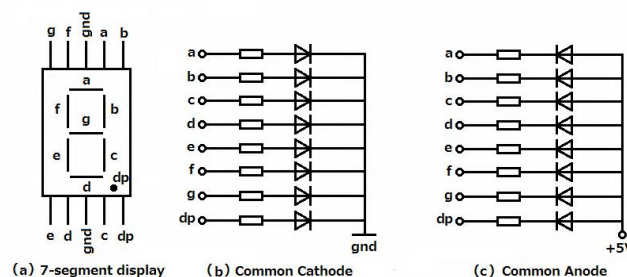 g f gnd a b
a
f b
g
e c
d dp
e d gnd c dp
(a) 7-segment display
a
b
c
d
e
f
g
dp
gnd
(b) Common Cathode
a
b
c
d
e
f
g
dp
+5V
(c) Common Anode